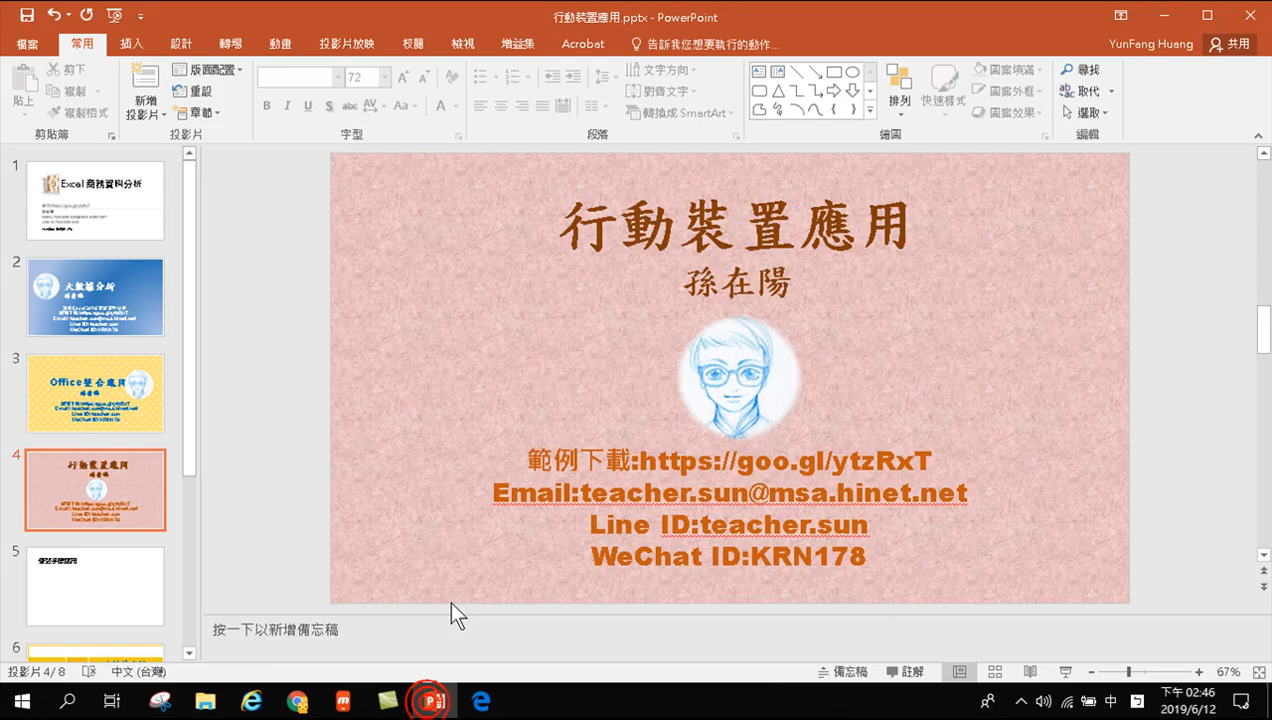 行動裝置應用.pptx - PowerPoint
檔案 常用 插入 設計 轉場 動畫 投影片放映 校閱 檢視 增益集 Acrobat 告訴我您想要執行的動作... YunFang Huang 共用
貼上 剪下 複製 複製格式 剪貼簿
新增投影片 版面配置 重設 章節 投影片
72 B I U S abc AV Aa A 字型
文字方向 對齊文字 轉換成 SmartArt 段落
排列 快速樣式 圖案填滿 圖案外框 圖案效果 繪圖
尋找 取代 選取 編輯
1
Excel 商務資料分析
2
大數據分析
3
Office整合應用
4
行動裝置應用
5
6
行動裝置應用
孫在陽
範例下載:https://goo.gl/ytzRxT
Email:teacher.sun@msa.hinet.net
Line ID:teacher.sun
WeChat ID:KRN178
按一下以新增備忘稿
投影片 4/8 中文 (台灣) 備忘稿 註解 67%
中 下午 02:46
2019/6/12